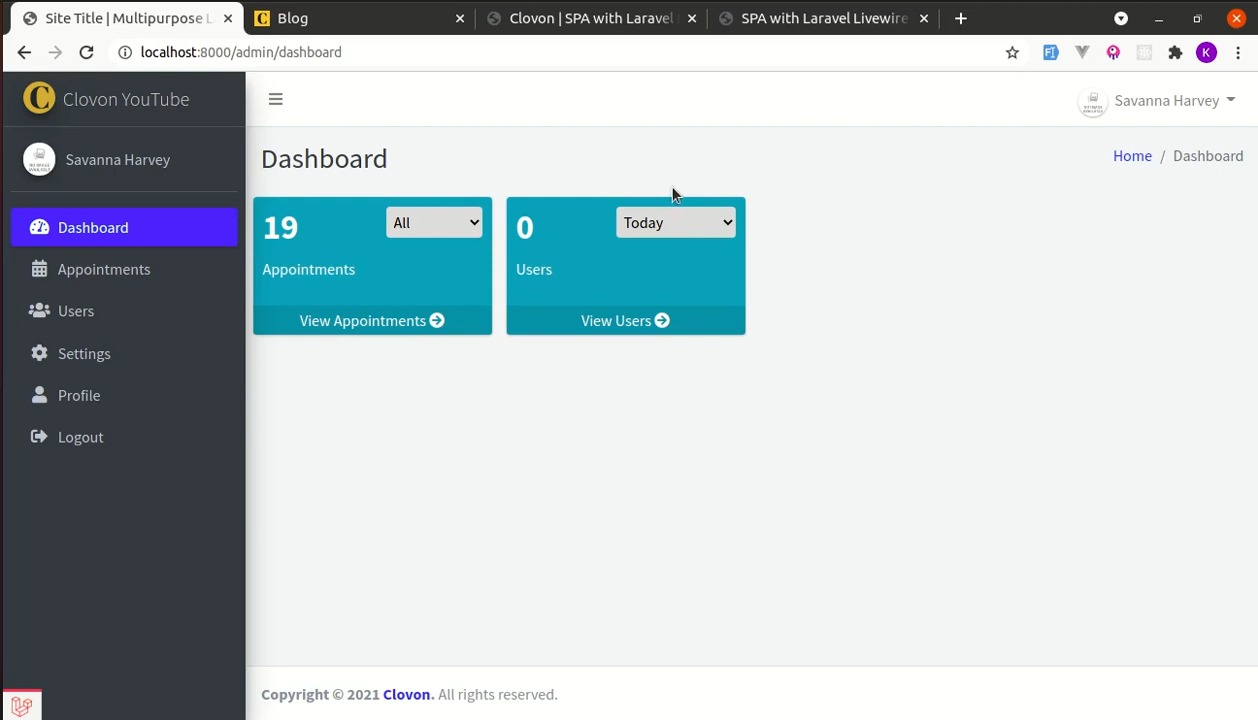 Site Title | Multipurpose L
Blog
Clovon | SPA with Laravel
SPA with Laravel Livewire
localhost:8000/admin/dashboard
K
Clovon YouTube
Savanna Harvey
Savanna Harvey
Dashboard
Home / Dashboard
Dashboard
Appointments
Users
Settings
Profile
Logout
19
All
Appointments
View Appointments
0
Today
Users
View Users
Copyright © 2021 Clovon. All rights reserved.